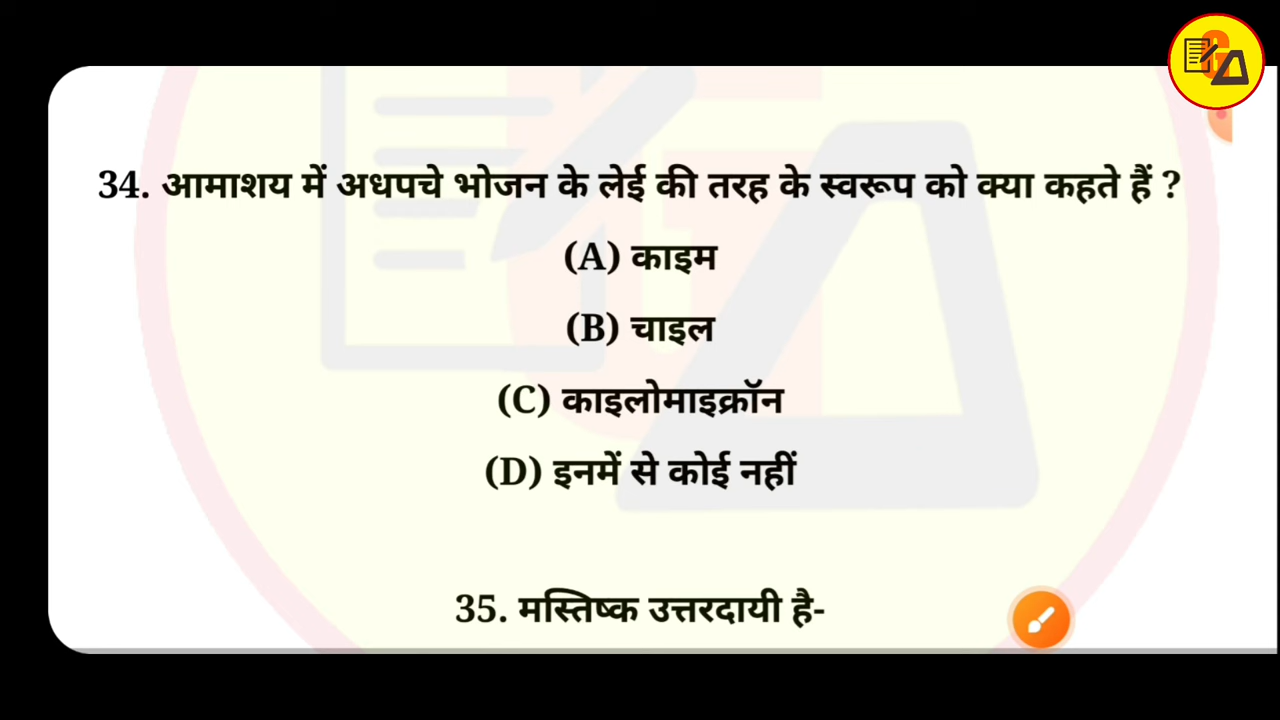 34. आमाशय में अधपचे भोजन के लेई की तरह के स्वरूप को क्या कहते हैं ?
(A) काइम
(B) चाइल
(C) काइलोमाइक्रॉन
(D) इनमें से कोई नहीं
35. मस्तिष्क उत्तरदायी है-